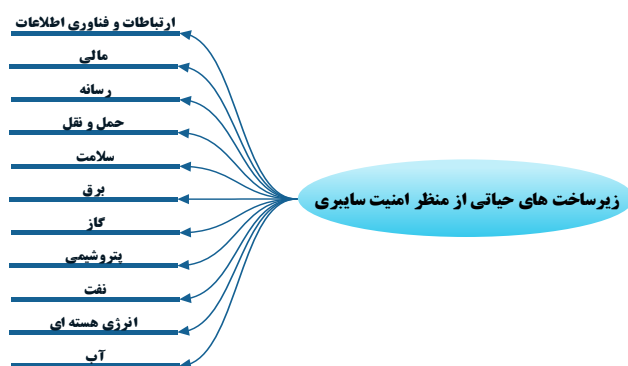 زیرساخت های حیاتی از منظر امنیت سایبری
ارتباطات و فناوری اطلاعات
مالی
رسانه
حمل و نقل
سلامت
برق
گاز
پتروشیمی
نفت
انرژی هسته ای
آب